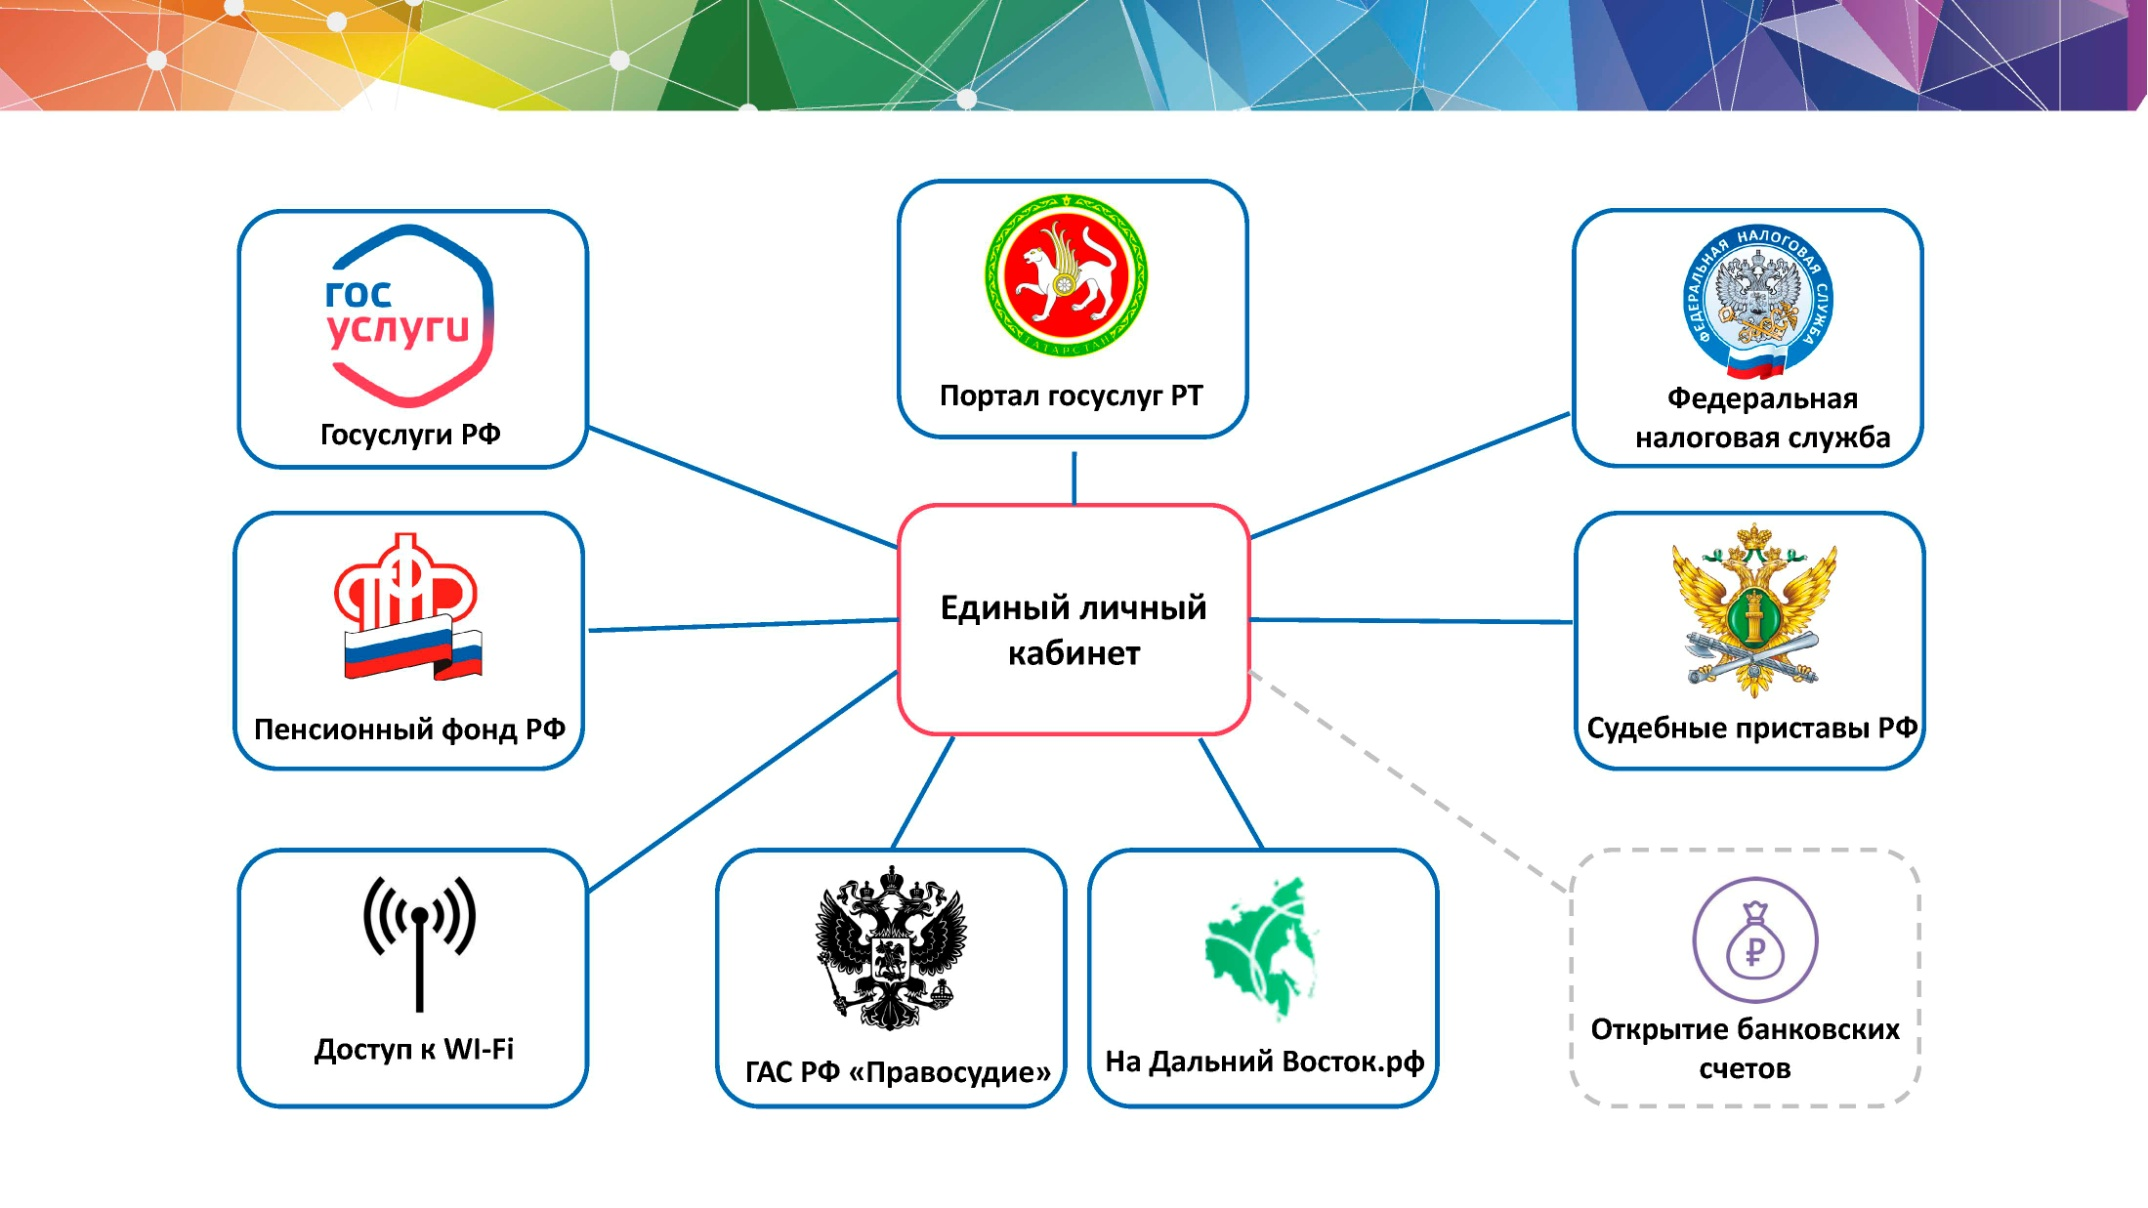 гос
услуги
Госуслуги РФ
ТАТАРСТАН
Портал госуслуг РТ
ФЕДЕРАЛЬНАЯ НАЛОГОВАЯ СЛУЖБА
Федеральная
налоговая служба
Пенсионный фонд РФ
Единый личный
кабинет
Судебные приставы РФ
Доступ к WI-Fi
ГАС РФ «Правосудие»
На Дальний Восток.рф
Открытие банковских
счетов